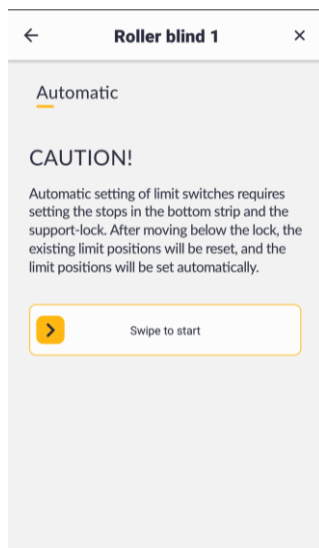 Roller blind 1
Automatic
CAUTION!
Automatic setting of limit switches requires
setting the stops in the bottom strip and the
support-lock. After moving below the lock, the
existing limit positions will be reset, and the
limit positions will be set automatically.
Swipe to start